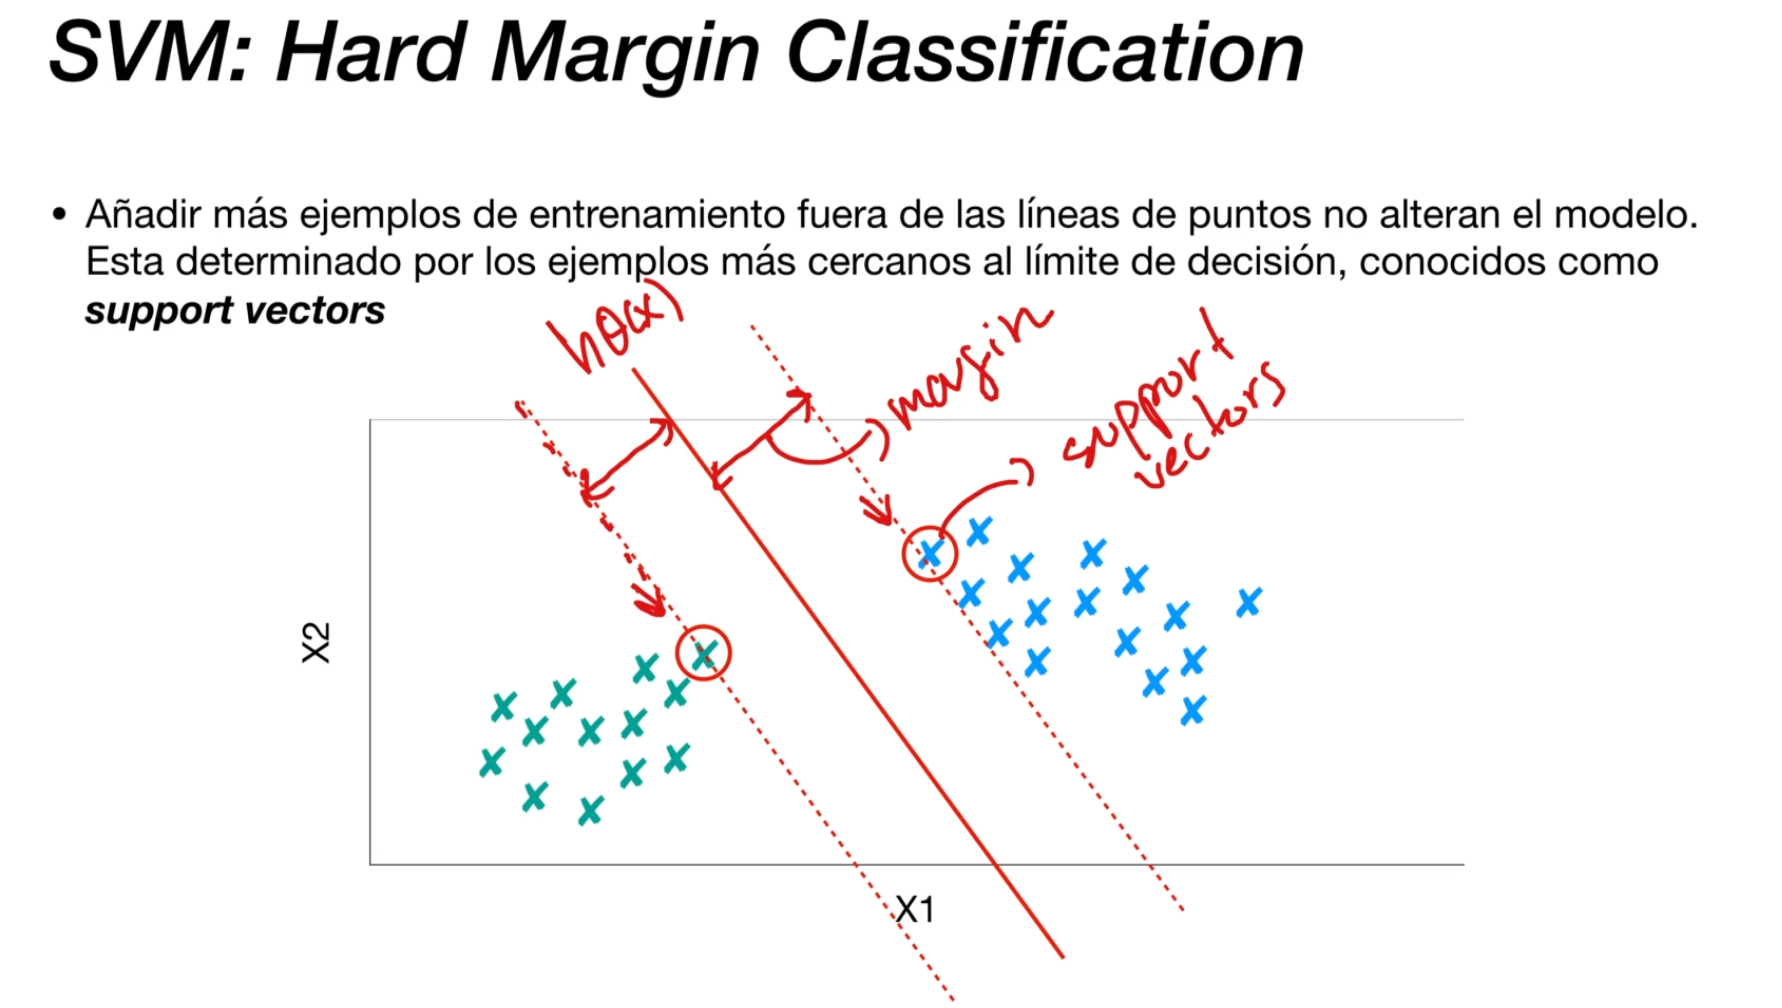 SVM: Hard Margin Classification
• Añadir más ejemplos de entrenamiento fuera de las líneas de puntos no alteran el modelo.
Esta determinado por los ejemplos más cercanos al límite de decisión, conocidos como
support vectors
hθ(x)
margin
support
vectors
X2
X1